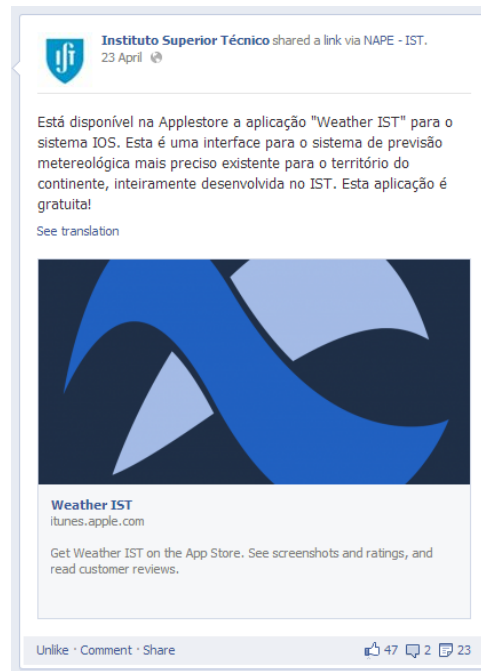 Instituto Superior Técnico shared a link via NAPE - IST.
23 April
Está disponível na Applestore a aplicação "Weather IST" para o
sistema IOS. Esta é uma interface para o sistema de previsão
metereológica mais preciso existente para o território do
continente, inteiramente desenvolvida no IST. Esta aplicação é
gratuita!
See translation
Weather IST
itunes.apple.com
Get Weather IST on the App Store. See screenshots and ratings, and
read customer reviews.
Unlike · Comment · Share 47 2 23